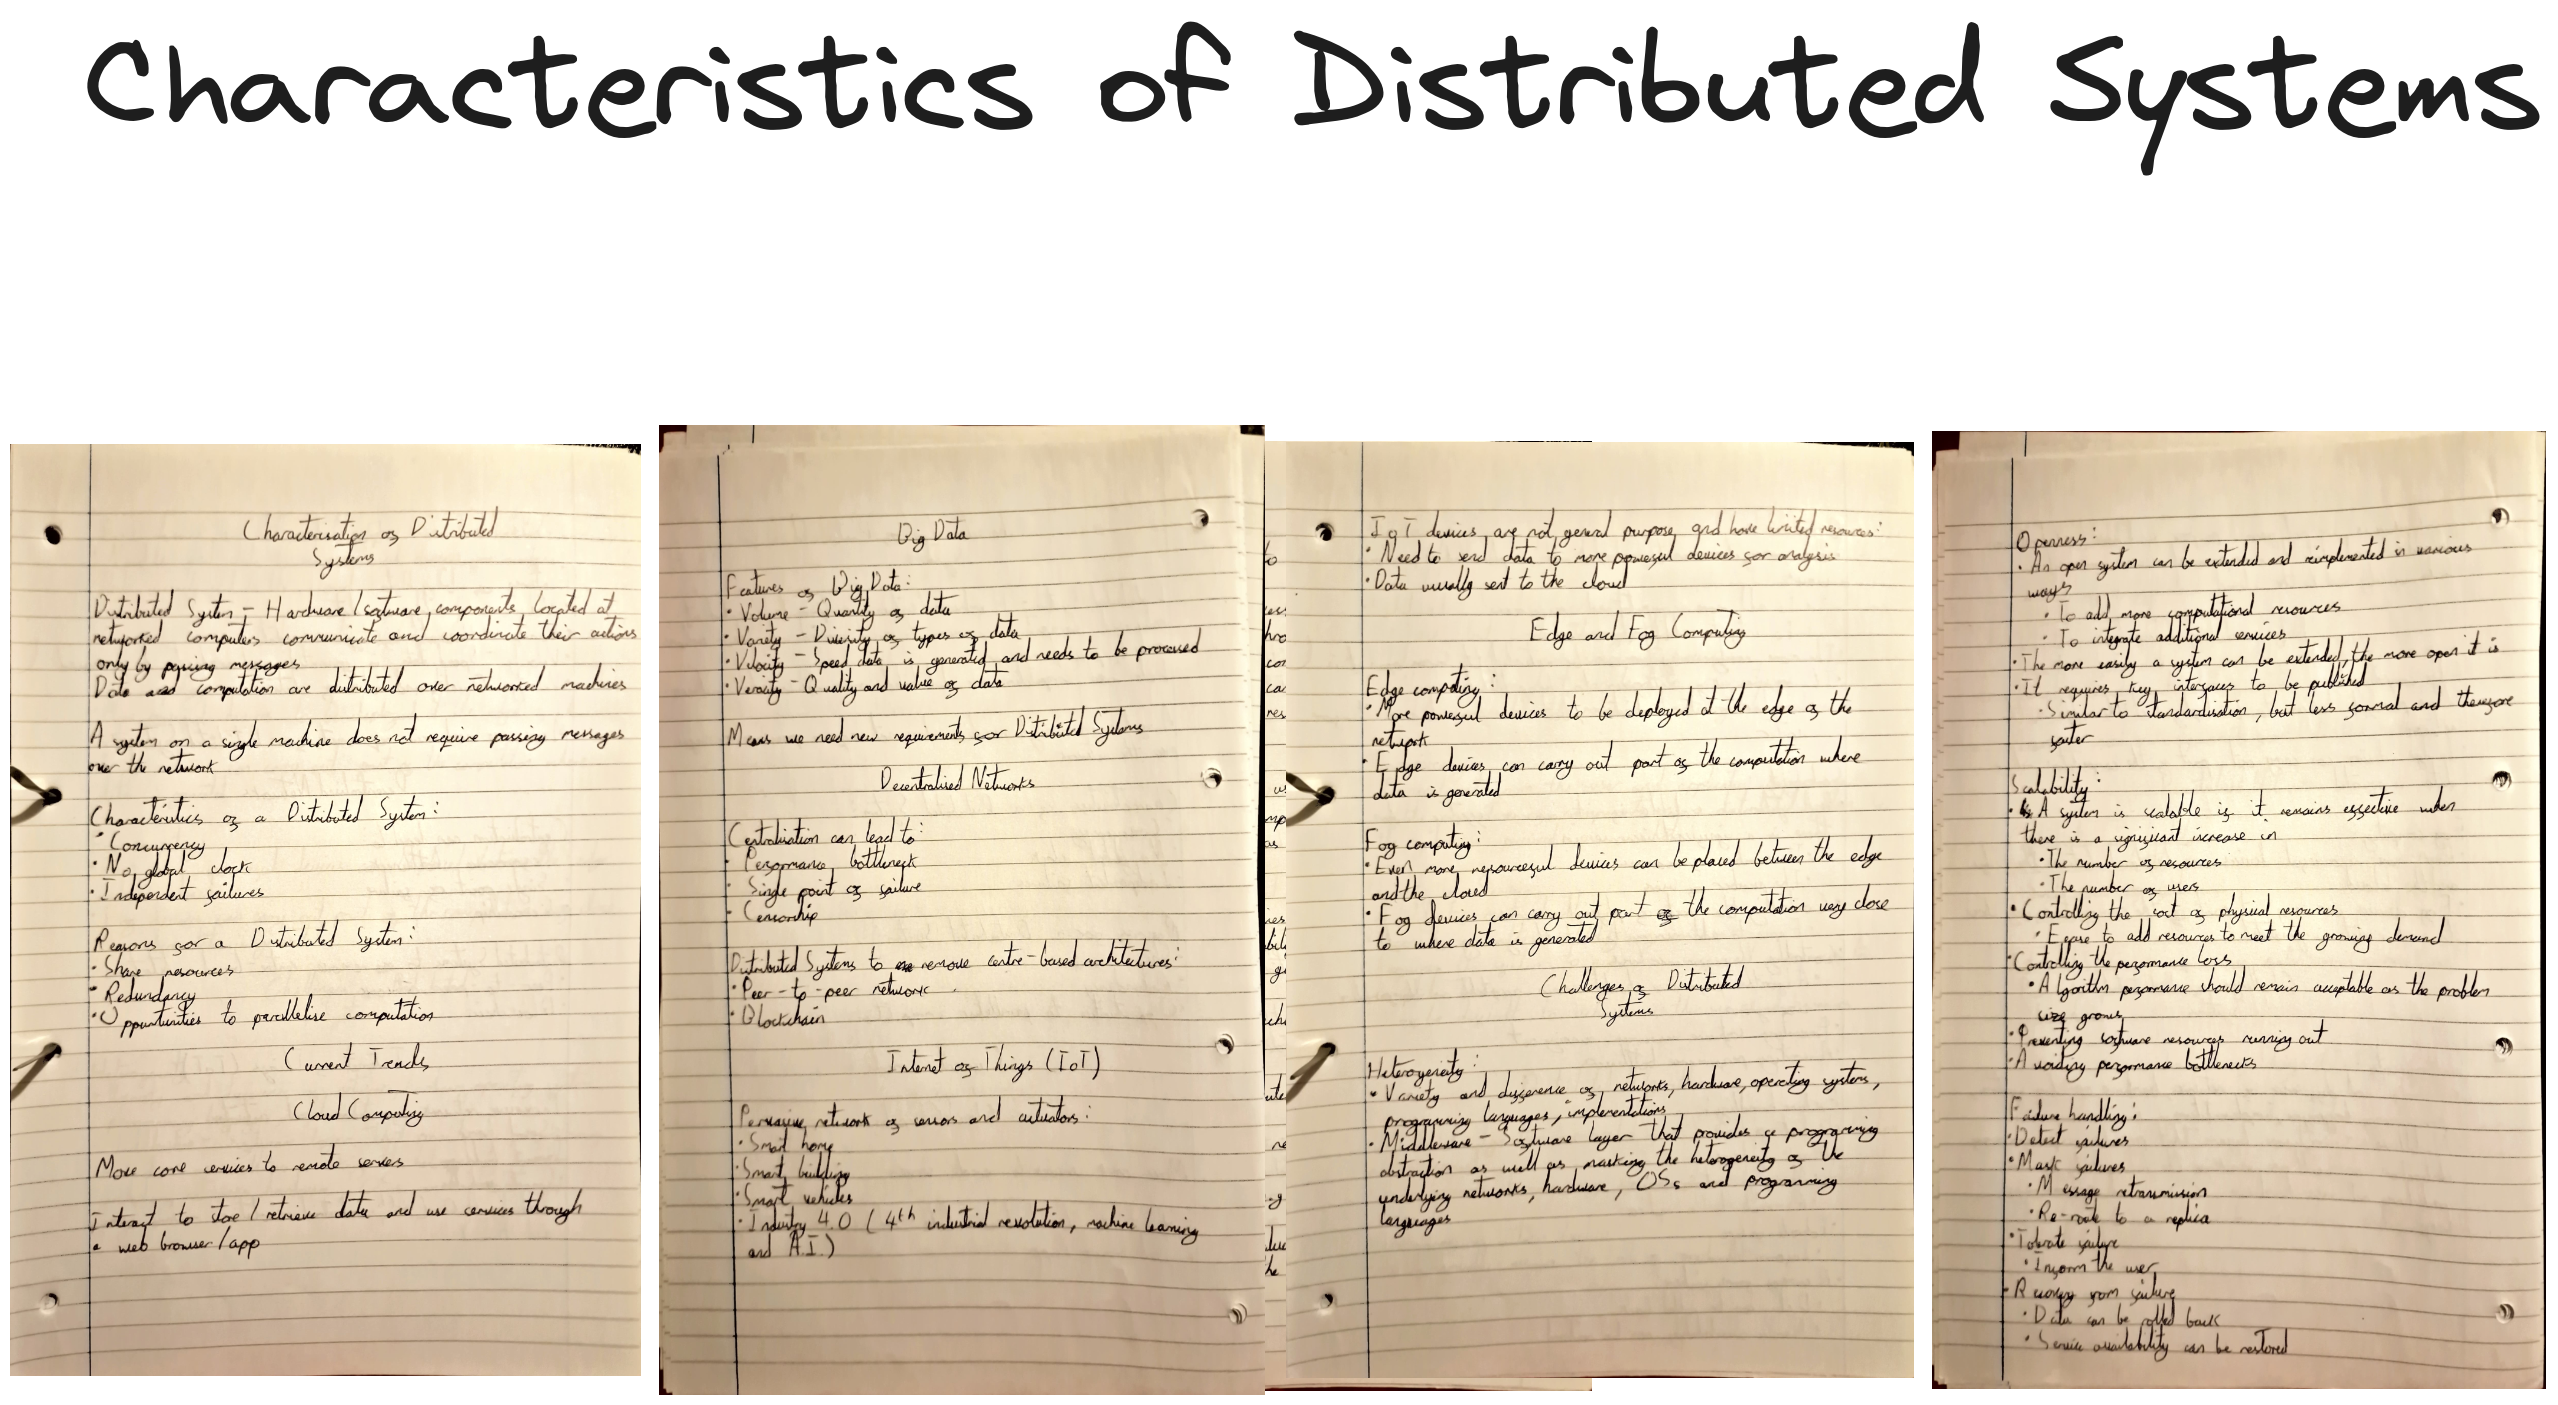 Characteristics of Distributed Systems
Characterisation of Distributed
Systems
Distributed System - Hardware/software components located at
networked computers communicate and coordinate their actions
only by passing messages
Data and computation are distributed over networked machines
A system on a single machine does not require passing messages
over the network
Characteristics of a Distributed System:
• Concurrency
• No global clock
• Independent failures
Reasons for a Distributed System:
• Share resources
• Redundancy
• Oppurtunities to parallelise computation
Current Trends
Cloud Computing
Move core services to remote servers
Interact to store/retrieve data and use services through
a web browser/app
Big Data
Features of Big Data:
• Volume - Quantity of data
• Variety - Diversity of types of data
• Velocity - Speed data is generated and needs to be processed
• Veracity - Quality and value of data
Means we need new requirements for Distributed Systems
Decentralised Networks
Centralisation can lead to:
• Performance bottleneck
• Single point of failure
• Censorship
Distributed Systems to remove centre-based architectures:
• Peer-to-peer network
• Blockchain
Internet of Things (IoT)
Pervasive network of sensors and actuators:
• Smart home
• Smart building
• Smart vehicles
• Industry 4.0 (4th industrial revolution, machine learning
and A.I.)
IoT devices are not general purpose and have limited resources:
• Need to send data to more powerful devices for analysis
• Data usually sent to the cloud
Edge and Fog Computing
Edge computing:
• More powerful devices to be deployed at the edge of the
network
• Edge devices can carry out part of the computation where
data is generated
Fog computing:
• Even more resourceful devices can be placed between the edge
and the cloud
• Fog devices can carry out part of the computation very close
to where data is generated
Challenges of Distributed
Systems
Heterogeneity:
• Variety and difference of networks, hardware, operating systems,
programming languages, implementations
• Middleware - Software layer that provides a programming
abstraction as well as masking the heterogeneity of the
underlying networks, hardware, OSs and programming
languages
Openness:
• An open system can be extended and reimplemented in various
ways
• To add more computational resources
• To integrate additional services
• The more easily a system can be extended, the more open it is
• It requires key interfaces to be published
• Similar to standardisation, but less formal and therefore
faster
Scalability:
• A system is scalable if it remains effective when
there is a significant increase in
• The number of resources
• The number of users
• Controlling the cost of physical resources
• Ease to add resources to meet the growing demand
• Controlling the performance loss
• Algorithm performance should remain acceptable as the problem
size grows
• Preventing software resources running out
• Avoiding performance bottlenecks
Failure handling:
• Detect failures
• Mask failures
• Message retransmission
• Re-route to a replica
• Tolerate failure
• Inform the user
• Recovery from failure
• Data can be rolled back
• Service availability can be restored